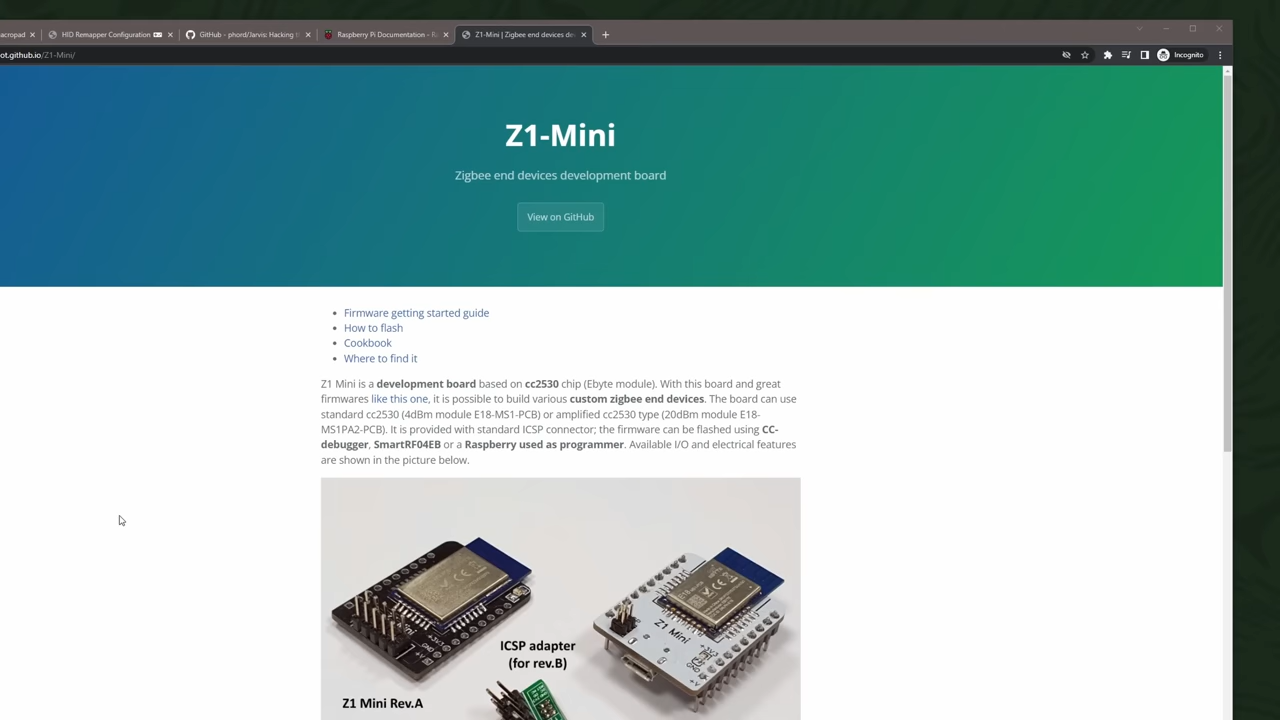 acropad
HID Remapper Configuration
GitHub - phord/Jarvis: Hacking t
Raspberry Pi Documentation - R
Z1-Mini | Zigbee end devices de
ot.github.io/Z1-Mini/
Incognito
Z1-Mini
Zigbee end devices development board
View on GitHub
Firmware getting started guide
How to flash
Cookbook
Where to find it
Z1 Mini is a development board based on cc2530 chip (Ebyte module). With this board and great
firmwares like this one, it is possible to build various custom zigbee end devices. The board can use
standard cc2530 (4dBm module E18-MS1-PCB) or amplified cc2530 type (20dBm module E18-
MS1PA2-PCB). It is provided with standard ICSP connector; the firmware can be flashed using CC-
debugger, SmartRF04EB or a Raspberry used as programmer. Available I/O and electrical features
are shown in the picture below.
Z1 Mini
ICSP adapter
(for rev.B)
Z1 Mini Rev.A